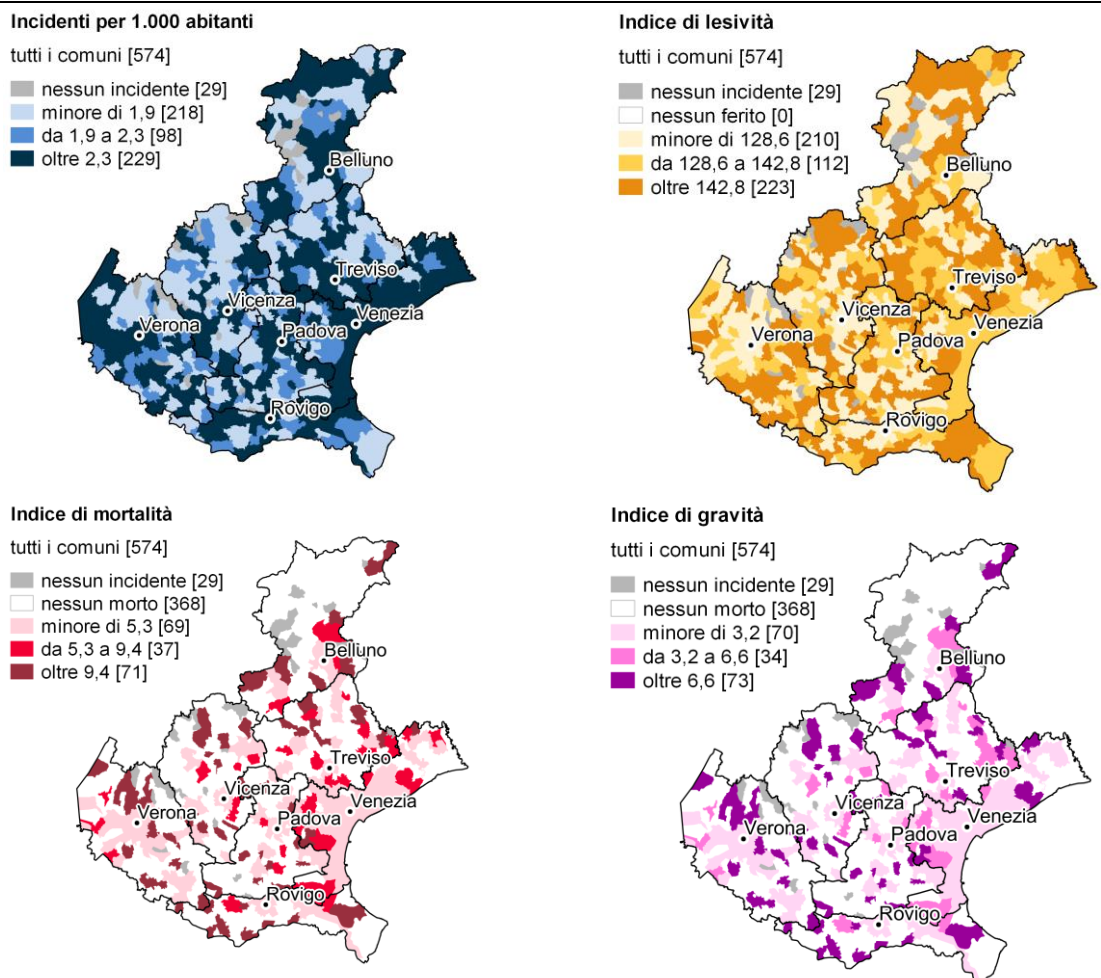 Incidenti per 1.000 abitanti
tutti i comuni [574]
nessun incidente [29]
minore di 1,9 [218]
da 1,9 a 2,3 [98]
oltre 2,3 [229]
Belluno
Treviso
Vicenza
Venezia
Verona
Padova
Rovigo
Indice di lesività
tutti i comuni [574]
nessun incidente [29]
nessun ferito [0]
minore di 128,6 [210]
da 128,6 a 142,8 [112]
oltre 142,8 [223]
Belluno
Treviso
Vicenza
Venezia
Verona
Padova
Rovigo
Indice di mortalità
tutti i comuni [574]
nessun incidente [29]
nessun morto [368]
minore di 5,3 [69]
da 5,3 a 9,4 [37]
oltre 9,4 [71]
Belluno
Treviso
Vicenza
Venezia
Verona
Padova
Rovigo
Indice di gravità
tutti i comuni [574]
nessun incidente [29]
nessun morto [368]
minore di 3,2 [70]
da 3,2 a 6,6 [34]
oltre 6,6 [73]
Belluno
Treviso
Vicenza
Venezia
Verona
Padova
Rovigo